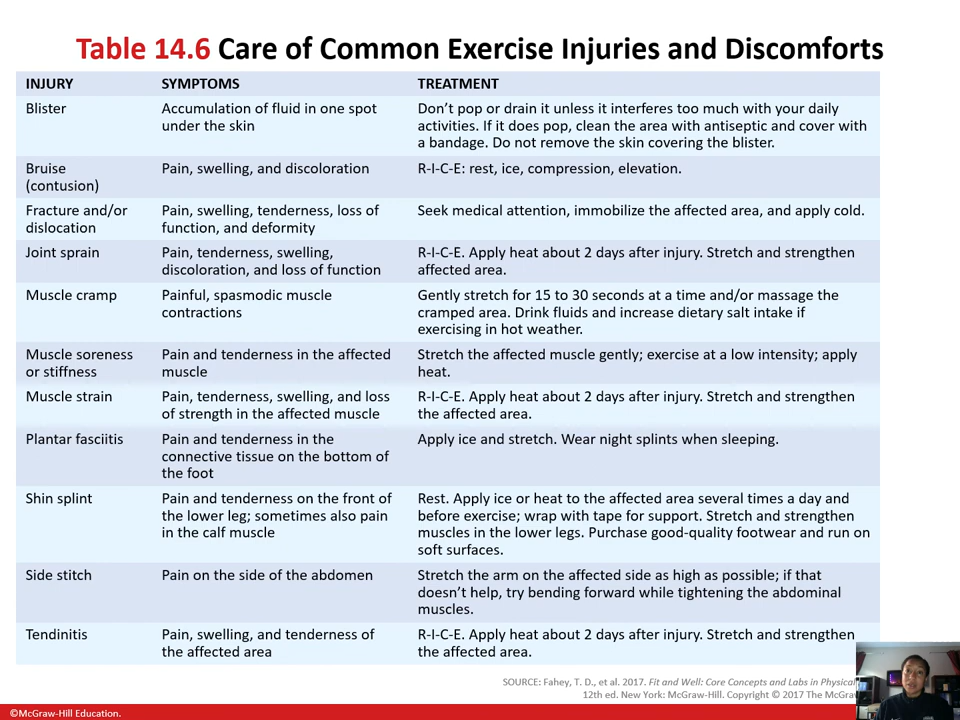 Table 14.6 Care of Common Exercise Injuries and Discomforts
INJURY SYMPTOMS TREATMENT
Blister
Accumulation of fluid in one spot
under the skin
Don't pop or drain it unless it interferes too much with your daily
activities. If it does pop, clean the area with antiseptic and cover with
a bandage. Do not remove the skin covering the blister.
Bruise
(contusion)
Pain, swelling, and discoloration
R-I-C-E: rest, ice, compression, elevation.
Fracture and/or
dislocation
Pain, swelling, tenderness, loss of
function, and deformity
Seek medical attention, immobilize the affected area, and apply cold.
Joint sprain
Pain, tenderness, swelling,
discoloration, and loss of function
R-I-C-E. Apply heat about 2 days after injury. Stretch and strengthen
affected area.
Muscle cramp
Painful, spasmodic muscle
contractions
Gently stretch for 15 to 30 seconds at a time and/or massage the
cramped area. Drink fluids and increase dietary salt intake if
exercising in hot weather.
Muscle soreness
or stiffness
Pain and tenderness in the affected
muscle
Stretch the affected muscle gently; exercise at a low intensity; apply
heat.
Muscle strain
Pain, tenderness, swelling, and loss
of strength in the affected muscle
R-I-C-E. Apply heat about 2 days after injury. Stretch and strengthen
the affected area.
Plantar fasciitis
Pain and tenderness in the
connective tissue on the bottom of
the foot
Apply ice and stretch. Wear night splints when sleeping.
Shin splint
Pain and tenderness on the front of
the lower leg; sometimes also pain
in the calf muscle
Rest. Apply ice or heat to the affected area several times a day and
before exercise; wrap with tape for support. Stretch and strengthen
muscles in the lower legs. Purchase good-quality footwear and run on
soft surfaces.
Side stitch
Pain on the side of the abdomen
Stretch the arm on the affected side as high as possible; if that
doesn't help, try bending forward while tightening the abdominal
muscles.
Tendinitis
Pain, swelling, and tenderness of
the affected area
R-I-C-E. Apply heat about 2 days after injury. Stretch and strengthen
the affected area.
SOURCE: Fahey, T. D., et al. 2017. Fit and Well: Core Concepts and Labs in Physical
12th ed. New York: McGraw-Hill. Copyright © 2017 The
©McGraw-Hill Education.